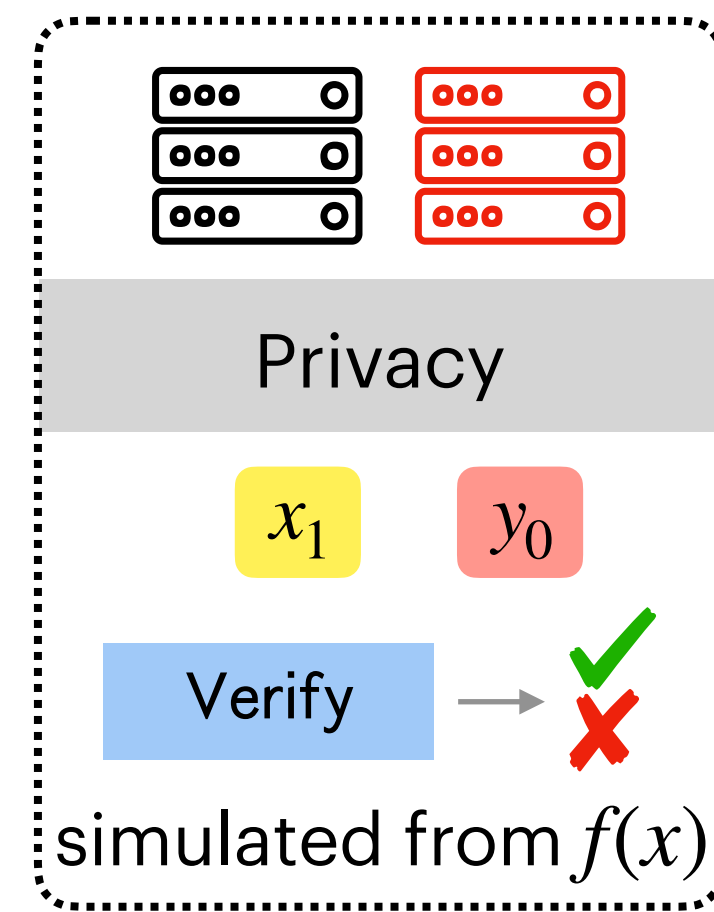 Privacy
x₁ y₀
Verify
simulated from f(x)